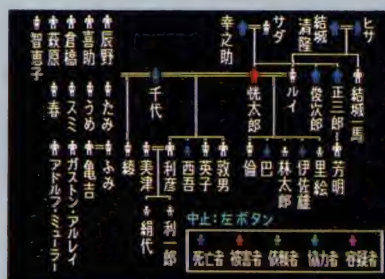 ヒサ
結城
清隆
サダ
幸之助
結城一馬
正三郎
俊次郎
ルイ
恍太郎
千代
芳明
里絵
伊佐雄
林太郎
巴
倫
敦男
英子
酉吾
利彦
美津
綾
利一郎
絹代
辰野
喜助
倉橋
萩原
智恵子
たみ
うめ
スミ
春
ふみ
亀吉
ガストン・アルレイ
アドルフ・ミューラー
中止:左ボタン
死亡者 被害者 依頼者 協力者 容疑者